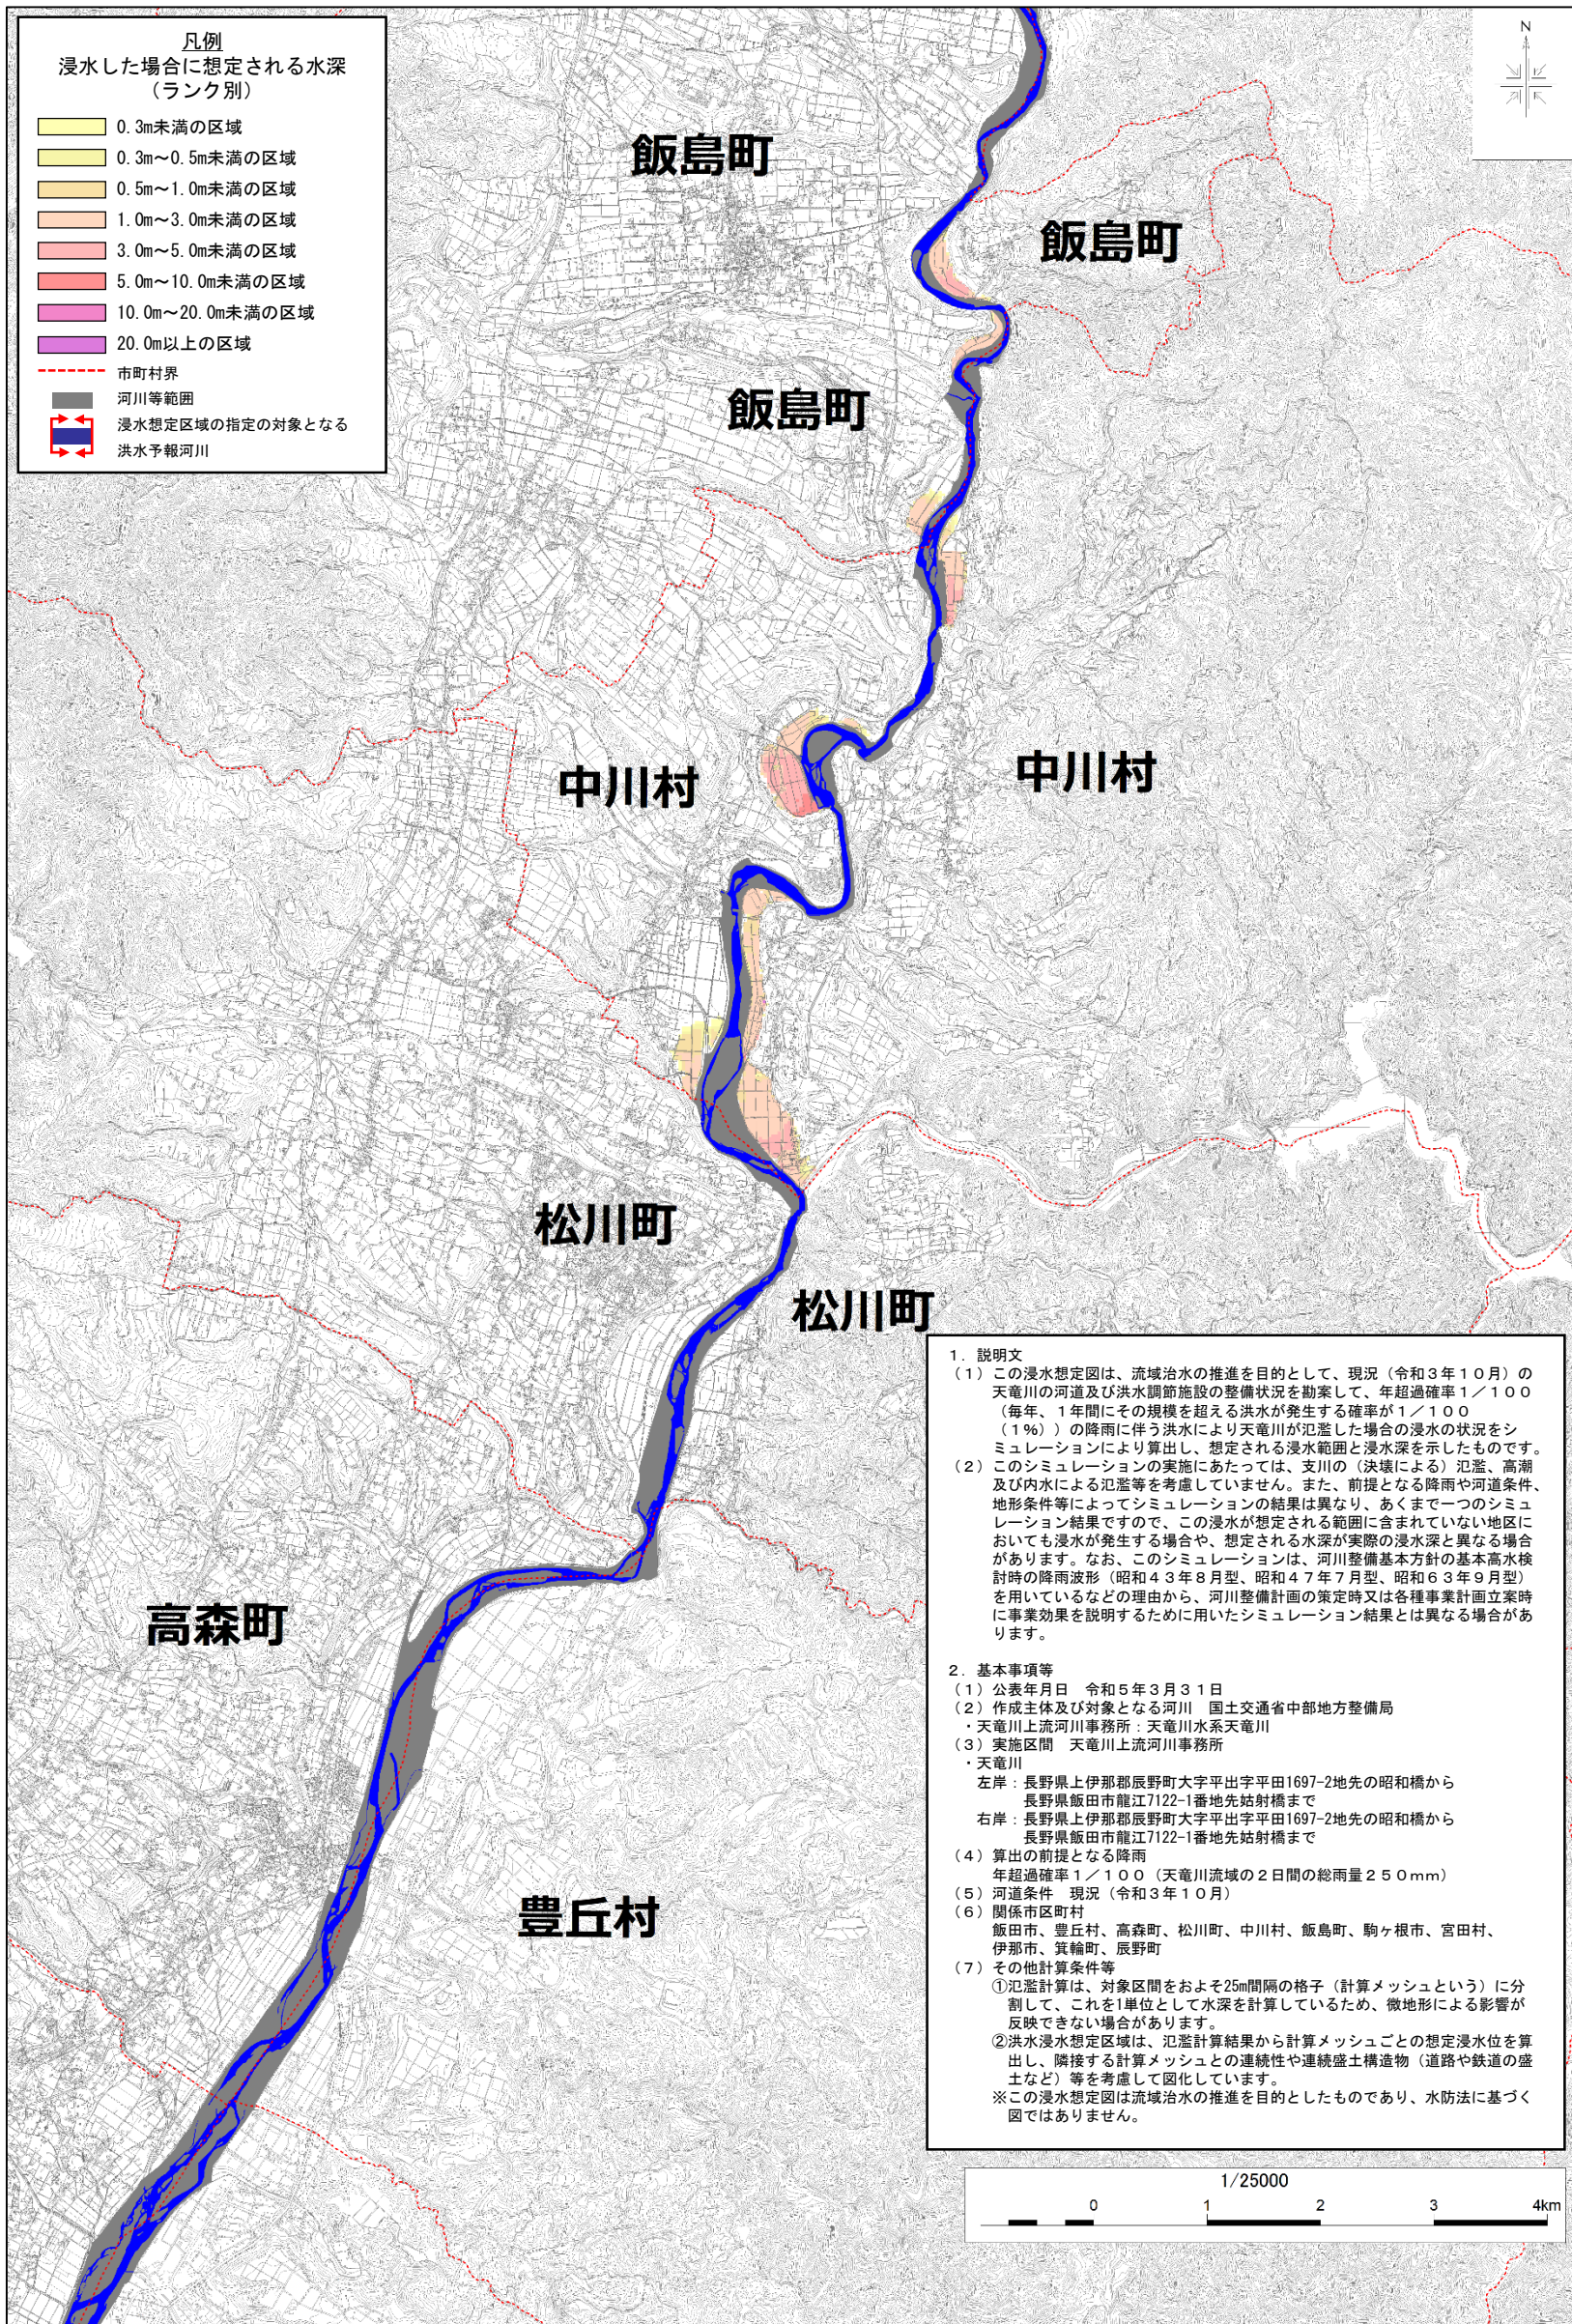 凡例
浸水した場合に想定される水深
(ランク別)
0.3m未満の区域
0.3m～0.5m未満の区域
0.5m～1.0m未満の区域
1.0m～3.0m未満の区域
3.0m～5.0m未満の区域
5.0m～10.0m未満の区域
10.0m～20.0m未満の区域
20.0m以上の区域
市町村界
河川等範囲
浸水想定区域の指定の対象となる
洪水予報河川
N
飯島町
飯島町
飯島町
中川村
中川村
松川町
松川町
高森町
豊丘村
1．説明文
（１）この浸水想定図は、流域治水の推進を目的として、現況（令和３年１０月）の
天竜川の河道及び洪水調節施設の整備状況を勘案して、年超過確率１／１００
（毎年、１年間にその規模を超える洪水が発生する確率が１／１００
（１％））の降雨に伴う洪水により天竜川が氾濫した場合の浸水の状況をシ
ミュレーションにより算出し、想定される浸水範囲と浸水深を示したものです。
（２）このシミュレーションの実施にあたっては、支川の（決壊による）氾濫、高潮
及び内水による氾濫等を考慮していません。また、前提となる降雨や河道条件、
地形条件等によってシミュレーションの結果は異なり、あくまで一つのシミュ
レーション結果ですので、この浸水が想定される範囲に含まれていない地区に
おいても浸水が発生する場合や、想定される水深が実際の浸水深と異なる場合
があります。なお、このシミュレーションは、河川整備基本方針の基本高水検
討時の降雨波形（昭和４３年８月型、昭和４７年７月型、昭和６３年９月型）
を用いているなどの理由から、河川整備計画の策定時又は各種事業計画立案時
に事業効果を説明するために用いたシミュレーション結果とは異なる場合があ
ります。
2．基本事項等
（１）公表年月日　令和５年３月３１日
（２）作成主体及び対象となる河川　国土交通省中部地方整備局
・天竜川上流河川事務所：天竜川水系天竜川
（３）実施区間　天竜川上流河川事務所
・天竜川
左岸：長野県上伊那郡辰野町大字平出字平田1697-2地先の昭和橋から
長野県飯田市龍江7122-1番地先姑射橋まで
右岸：長野県上伊那郡辰野町大字平出字平田1697-2地先の昭和橋から
長野県飯田市龍江7122-1番地先姑射橋まで
（４）算出の前提となる降雨
年超過確率１／１００（天竜川流域の２日間の総雨量２５０mm）
（５）河道条件　現況（令和３年１０月）
（６）関係市区町村
飯田市、豊丘村、高森町、松川町、中川村、飯島町、駒ヶ根市、宮田村、
伊那市、箕輪町、辰野町
（７）その他計算条件等
①氾濫計算は、対象区間をおよそ25m間隔の格子（計算メッシュという）に分
割して、これを1単位として水深を計算しているため、微地形による影響が
反映できない場合があります。
②洪水浸水想定区域は、氾濫計算結果から計算メッシュごとの想定浸水位を算
出し、隣接する計算メッシュとの連続性や連続盛土構造物（道路や鉄道の盛
土など）等を考慮して図化しています。
※この浸水想定図は流域治水の推進を目的としたものであり、水防法に基づく
図ではありません。
1/25000
0 1 2 3 4km